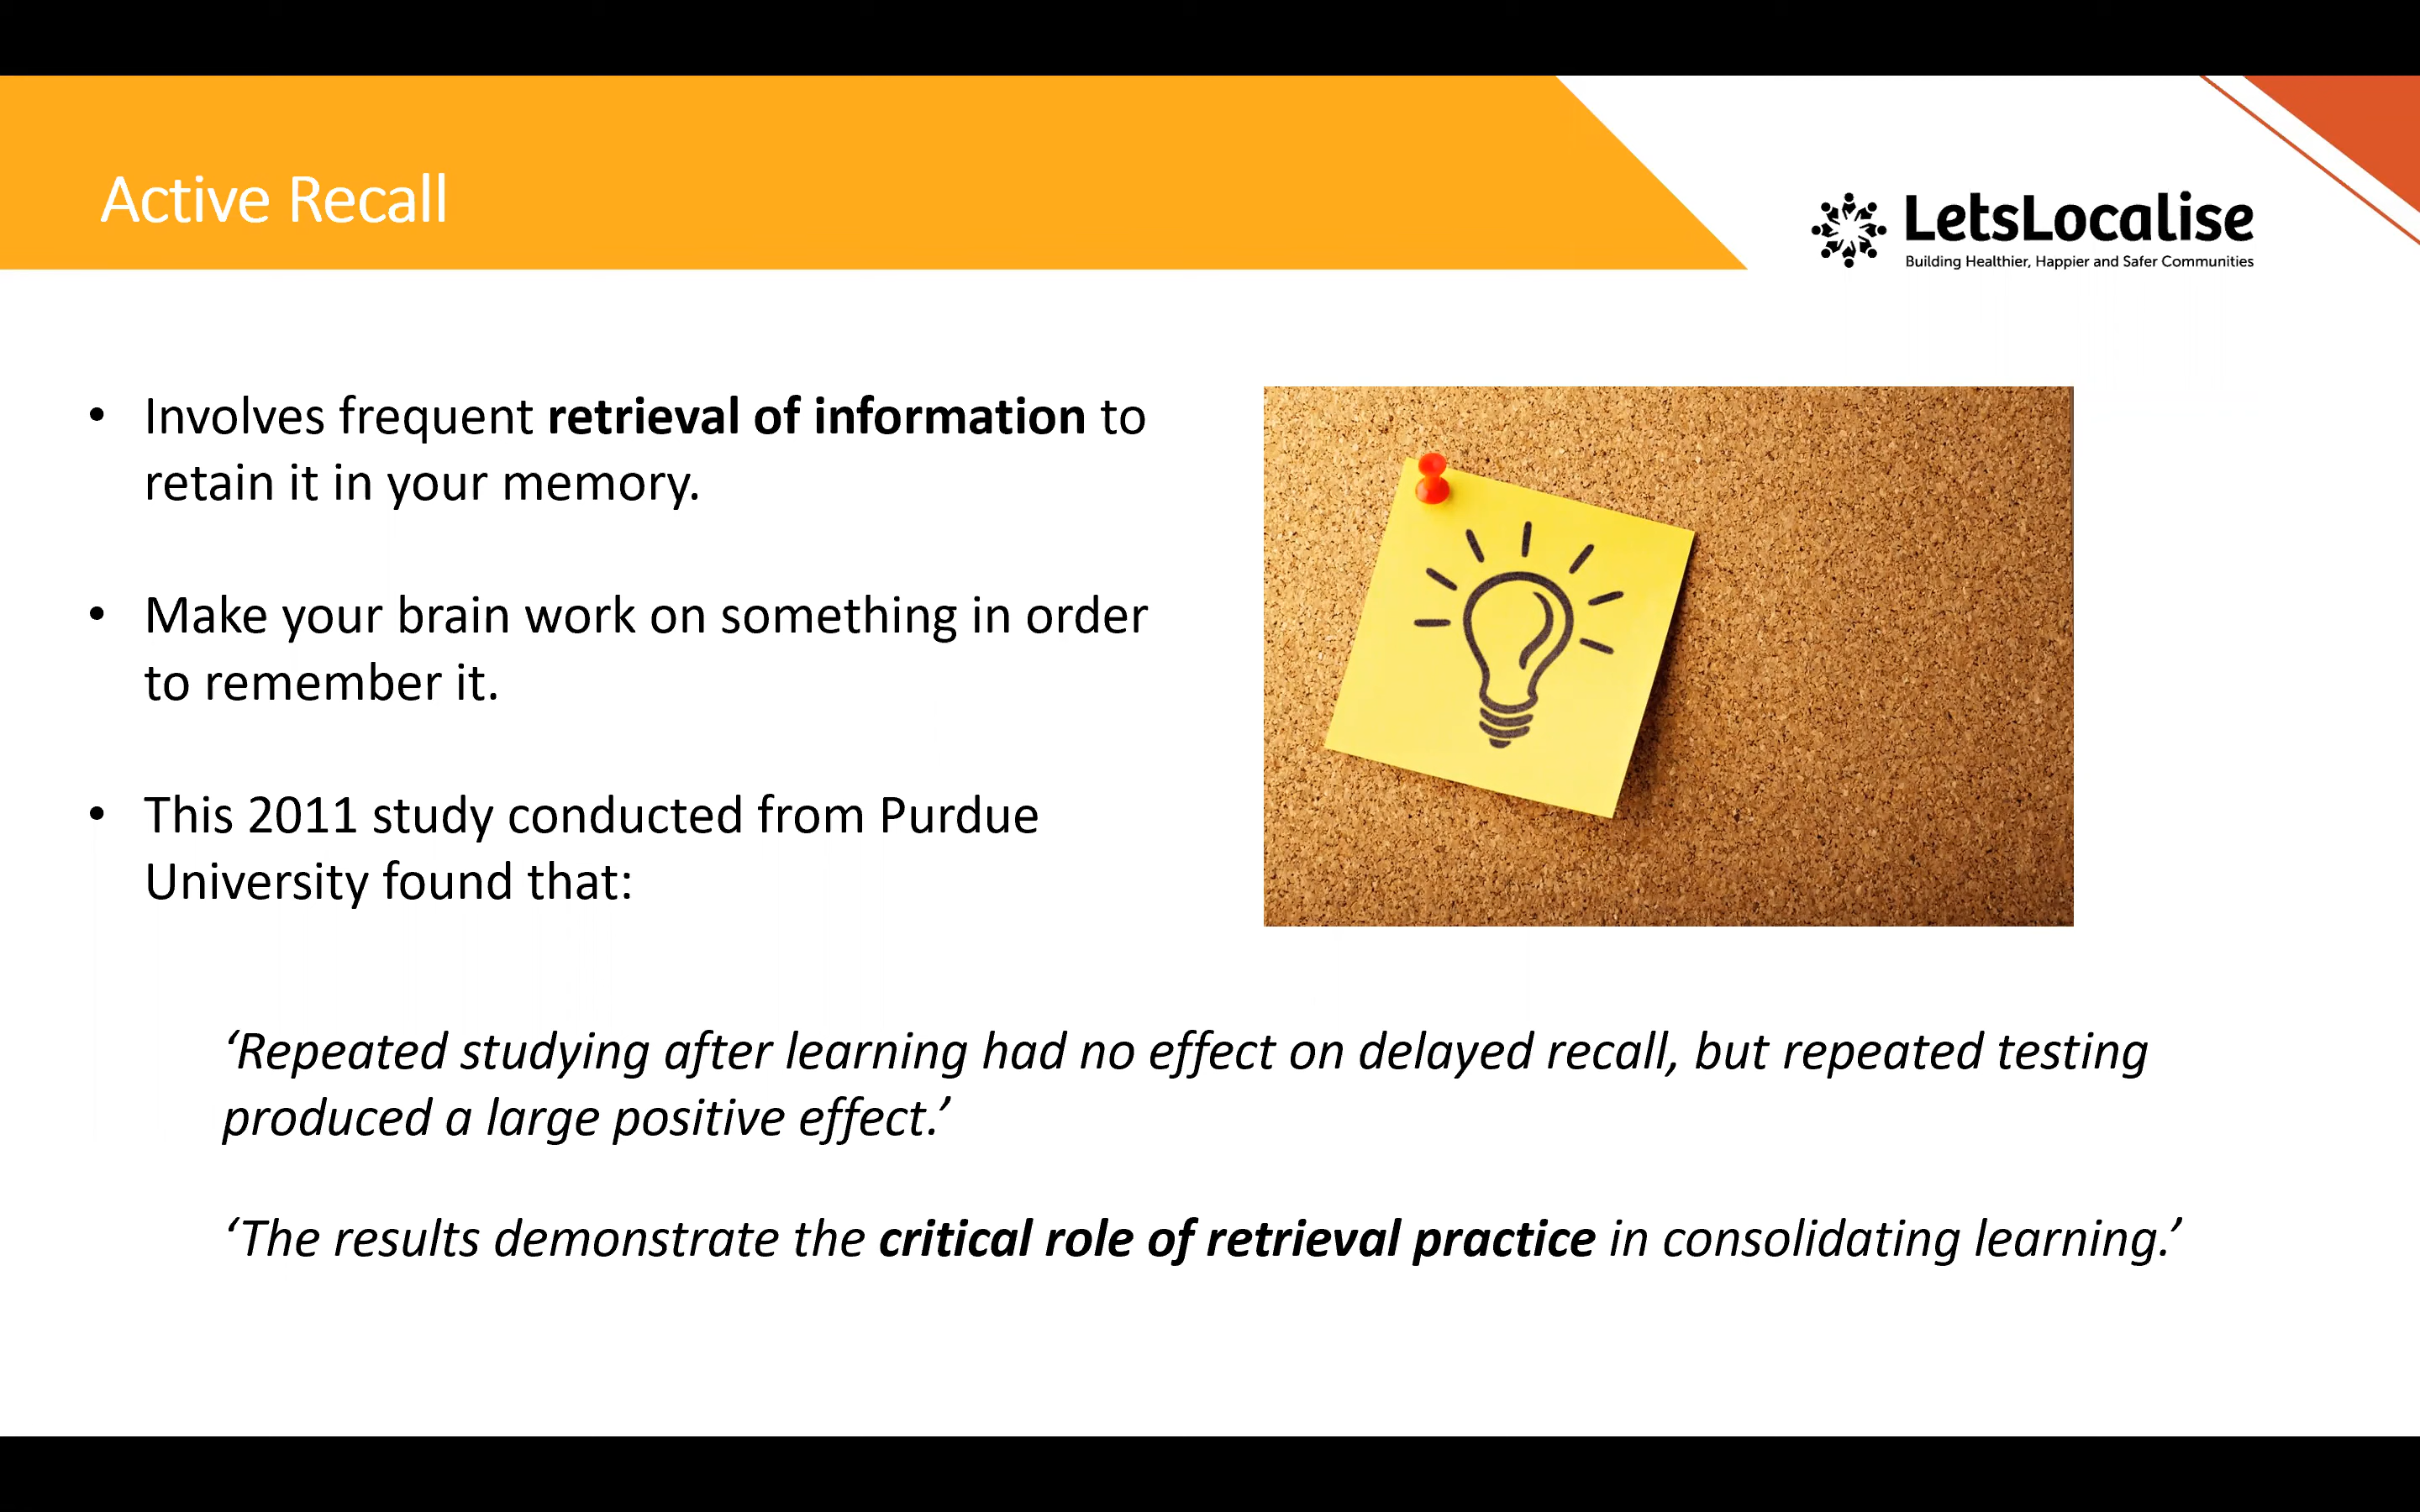 Active Recall
LetsLocalise
Building Healthier, Happier and Safer Communities
• Involves frequent retrieval of information to
retain it in your memory.
• Make your brain work on something in order
to remember it.
• This 2011 study conducted from Purdue
University found that:
‘Repeated studying after learning had no effect on delayed recall, but repeated testing
produced a large positive effect.’
‘The results demonstrate the critical role of retrieval practice in consolidating learning.’